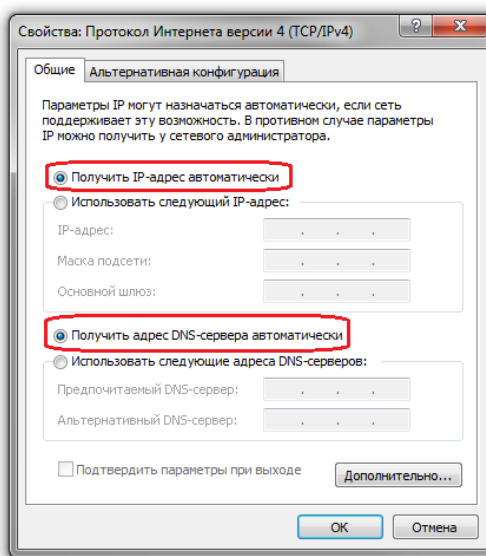 Свойства: Протокол Интернета версии 4 (TCP/IPv4)
Общие
Альтернативная конфигурация
Параметры IP могут назначаться автоматически, если сеть
поддерживает эту возможность. В противном случае параметры
IP можно получить у сетевого администратора.
Получить IP-адрес автоматически
Использовать следующий IP-адрес:
IP-адрес:
Маска подсети:
Основной шлюз:
Получить адрес DNS-сервера автоматически
Использовать следующие адреса DNS-серверов:
Предпочитаемый DNS-сервер:
Альтернативный DNS-сервер:
Подтвердить параметры при выходе
Дополнительно...
OK
Отмена